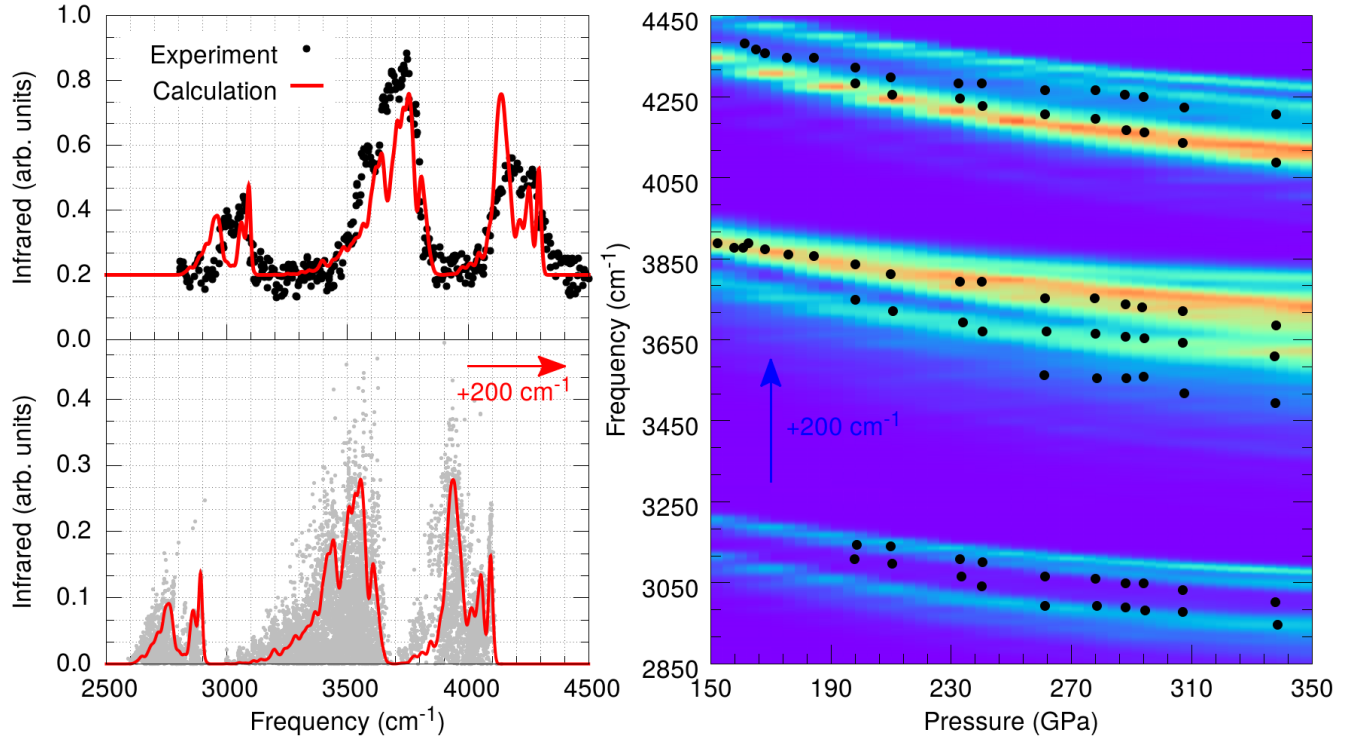 1.0
0.8
0.6
0.4
0.2
0.0
Infrared (arb. units)
Experiment
Calculation
0.4
0.3
0.2
0.1
0.0
Infrared (arb. units)
+200 cm-1
2500 3000 3500 4000 4500
Frequency (cm-1)
4450
4250
4050
3850
3650
3450
3250
3050
2850
Frequency (cm-1)
+200 cm-1
150 190 230 270 310 350
Pressure (GPa)